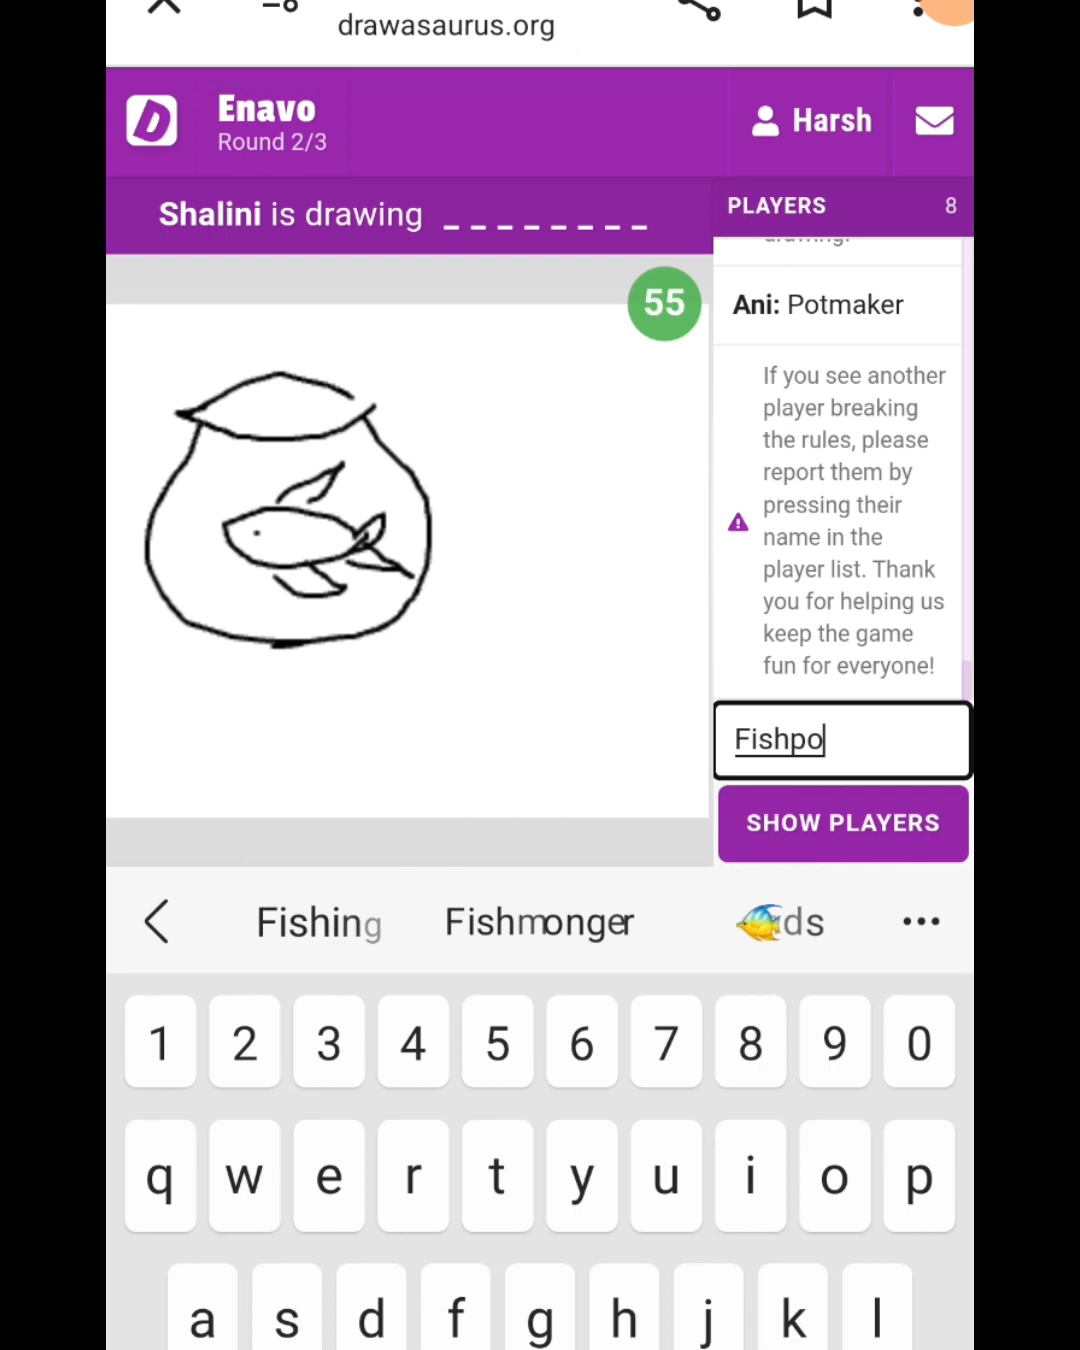 drawasaurus.org
D
Enavo
Round 2/3
Harsh
Shalini is drawing _ _ _ _ _ _ _ _
PLAYERS 8
55
Ani: Potmaker
If you see another
player breaking
the rules, please
report them by
pressing their
name in the
player list. Thank
you for helping us
keep the game
fun for everyone!
Fishpo
SHOW PLAYERS
Fishing Fishmonger ds
1 2 3 4 5 6 7 8 9 0
q w e r t y u i o p
a s d f g h j k l